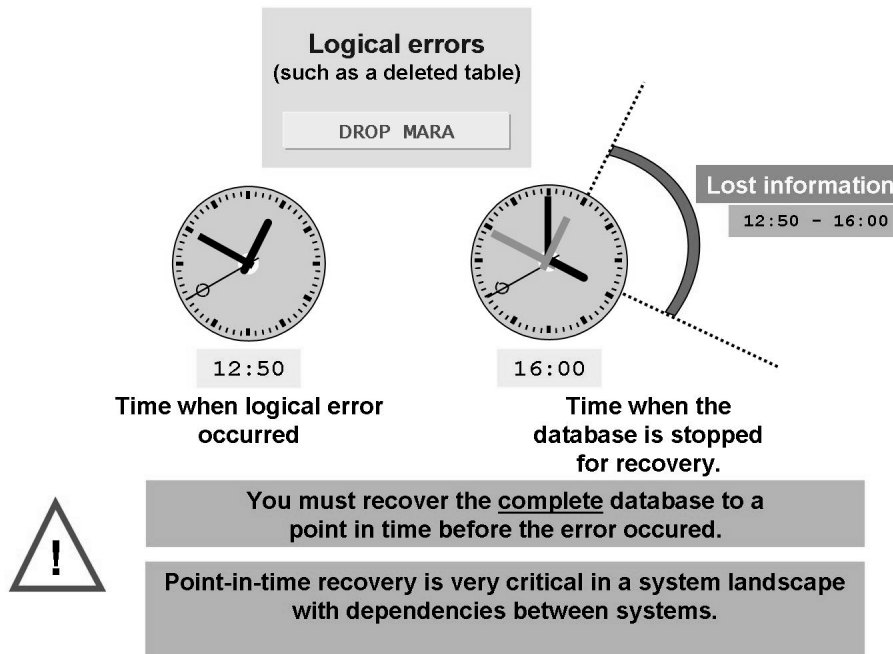 Logical errors
(such as a deleted table)
DROP MARA
Lost information
12:50 - 16:00
12:50
16:00
Time when logical error
occurred
Time when the
database is stopped
for recovery.
You must recover the complete database to a
point in time before the error occured.
!
Point-in-time recovery is very critical in a system landscape
with dependencies between systems.